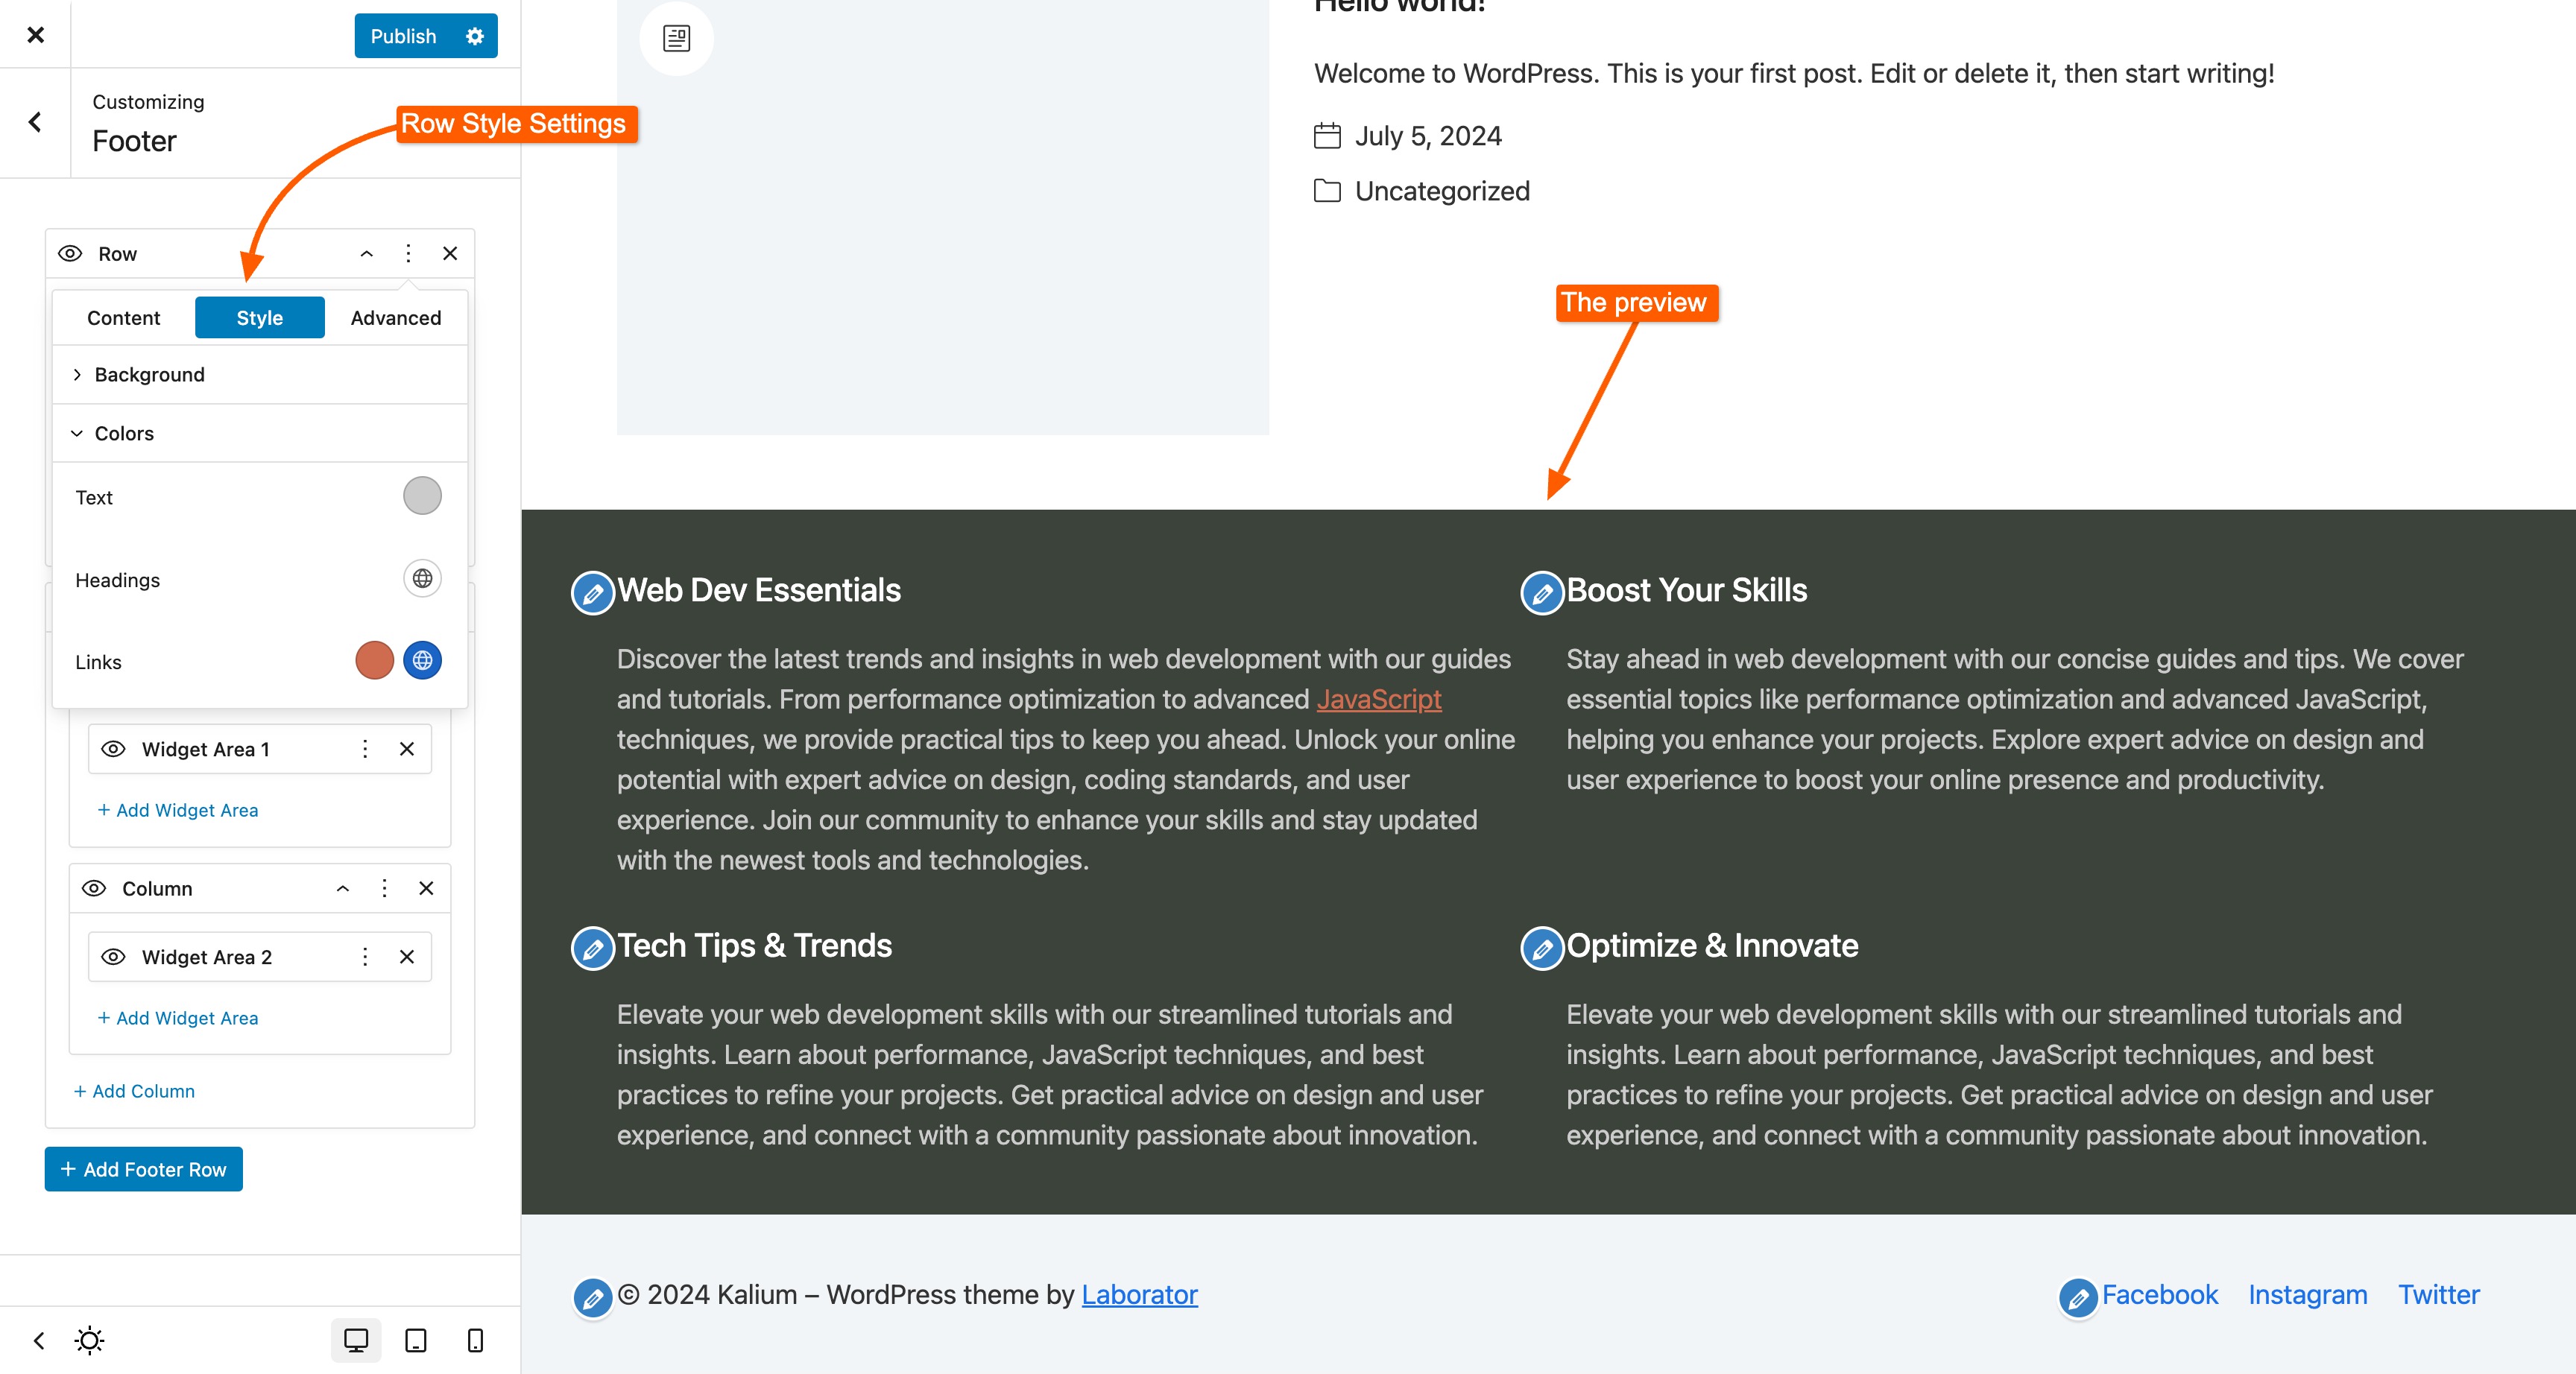 Publish
Customizing
Footer
Row Style Settings
Row
Content
Style
Advanced
Background
Colors
Text
Headings
Links
Widget Area 1
+ Add Widget Area
Column
Widget Area 2
+ Add Widget Area
+ Add Column
+ Add Footer Row
Hello world!
Welcome to WordPress. This is your first post. Edit or delete it, then start writing!
July 5, 2024
Uncategorized
The preview
Web Dev Essentials
Discover the latest trends and insights in web development with our guides
and tutorials. From performance optimization to advanced JavaScript
techniques, we provide practical tips to keep you ahead. Unlock your online
potential with expert advice on design, coding standards, and user
experience. Join our community to enhance your skills and stay updated
with the newest tools and technologies.
Boost Your Skills
Stay ahead in web development with our concise guides and tips. We cover
essential topics like performance optimization and advanced JavaScript,
helping you enhance your projects. Explore expert advice on design and
user experience to boost your online presence and productivity.
Tech Tips & Trends
Elevate your web development skills with our streamlined tutorials and
insights. Learn about performance, JavaScript techniques, and best
practices to refine your projects. Get practical advice on design and user
experience, and connect with a community passionate about innovation.
Optimize & Innovate
Elevate your web development skills with our streamlined tutorials and
insights. Learn about performance, JavaScript techniques, and best
practices to refine your projects. Get practical advice on design and user
experience, and connect with a community passionate about innovation.
© 2024 Kalium – WordPress theme by Laborator
Facebook
Instagram
Twitter